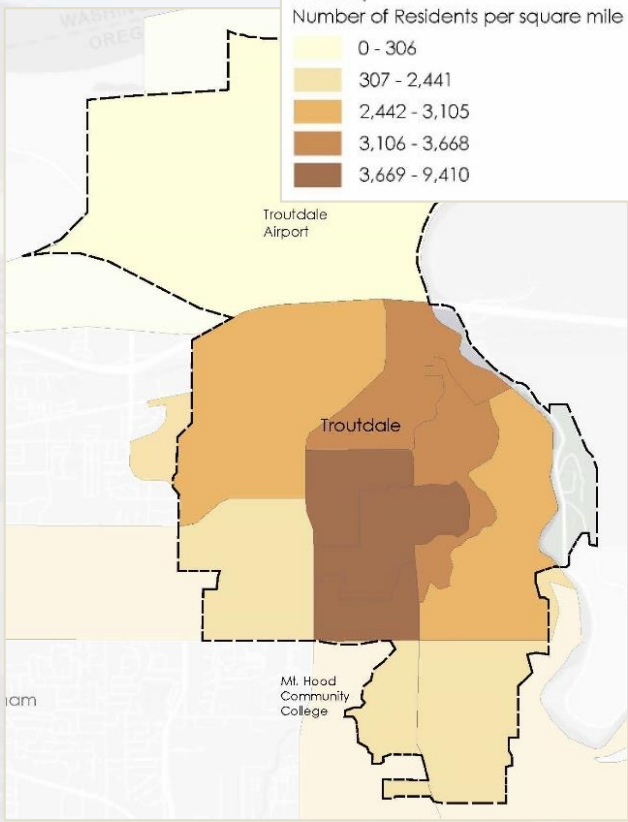 Number of Residents per square mile
0 - 306
307 - 2,441
2,442 - 3,105
3,106 - 3,668
3,669 - 9,410
Troutdale
Airport
Troutdale
Mt. Hood
Community
College